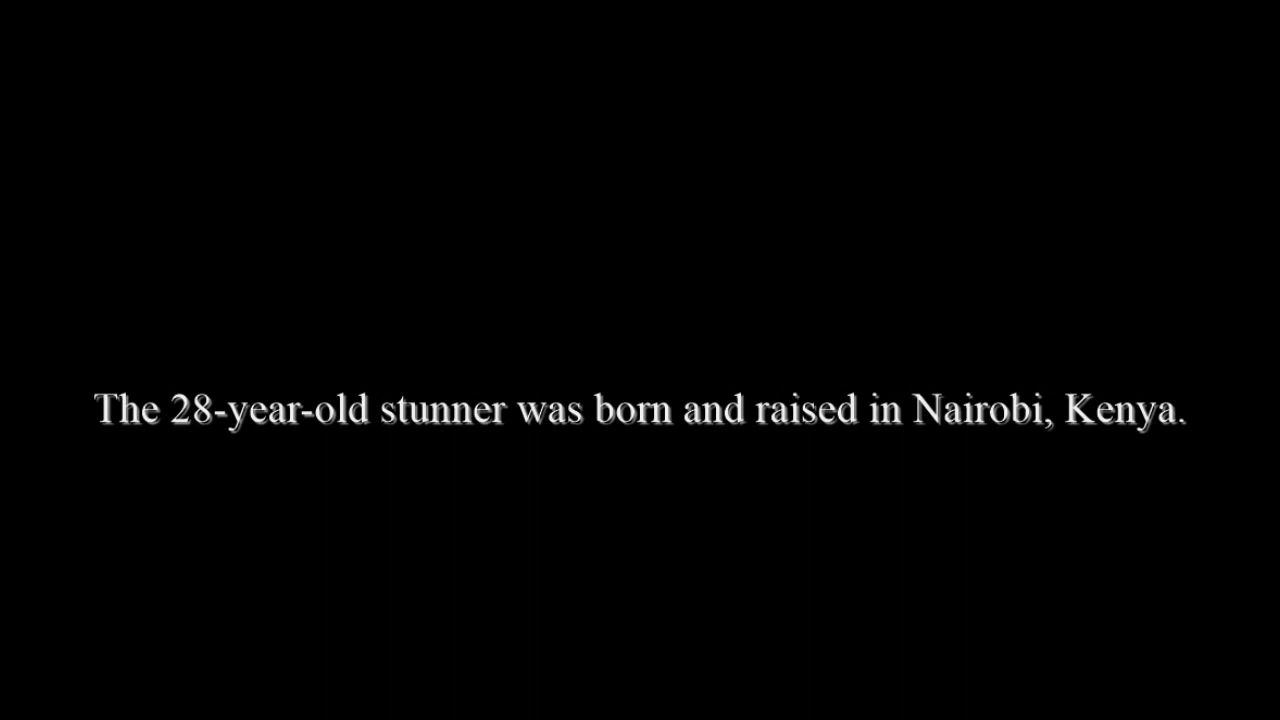 The 28-year-old stunner was born and raised in Nairobi, Kenya.